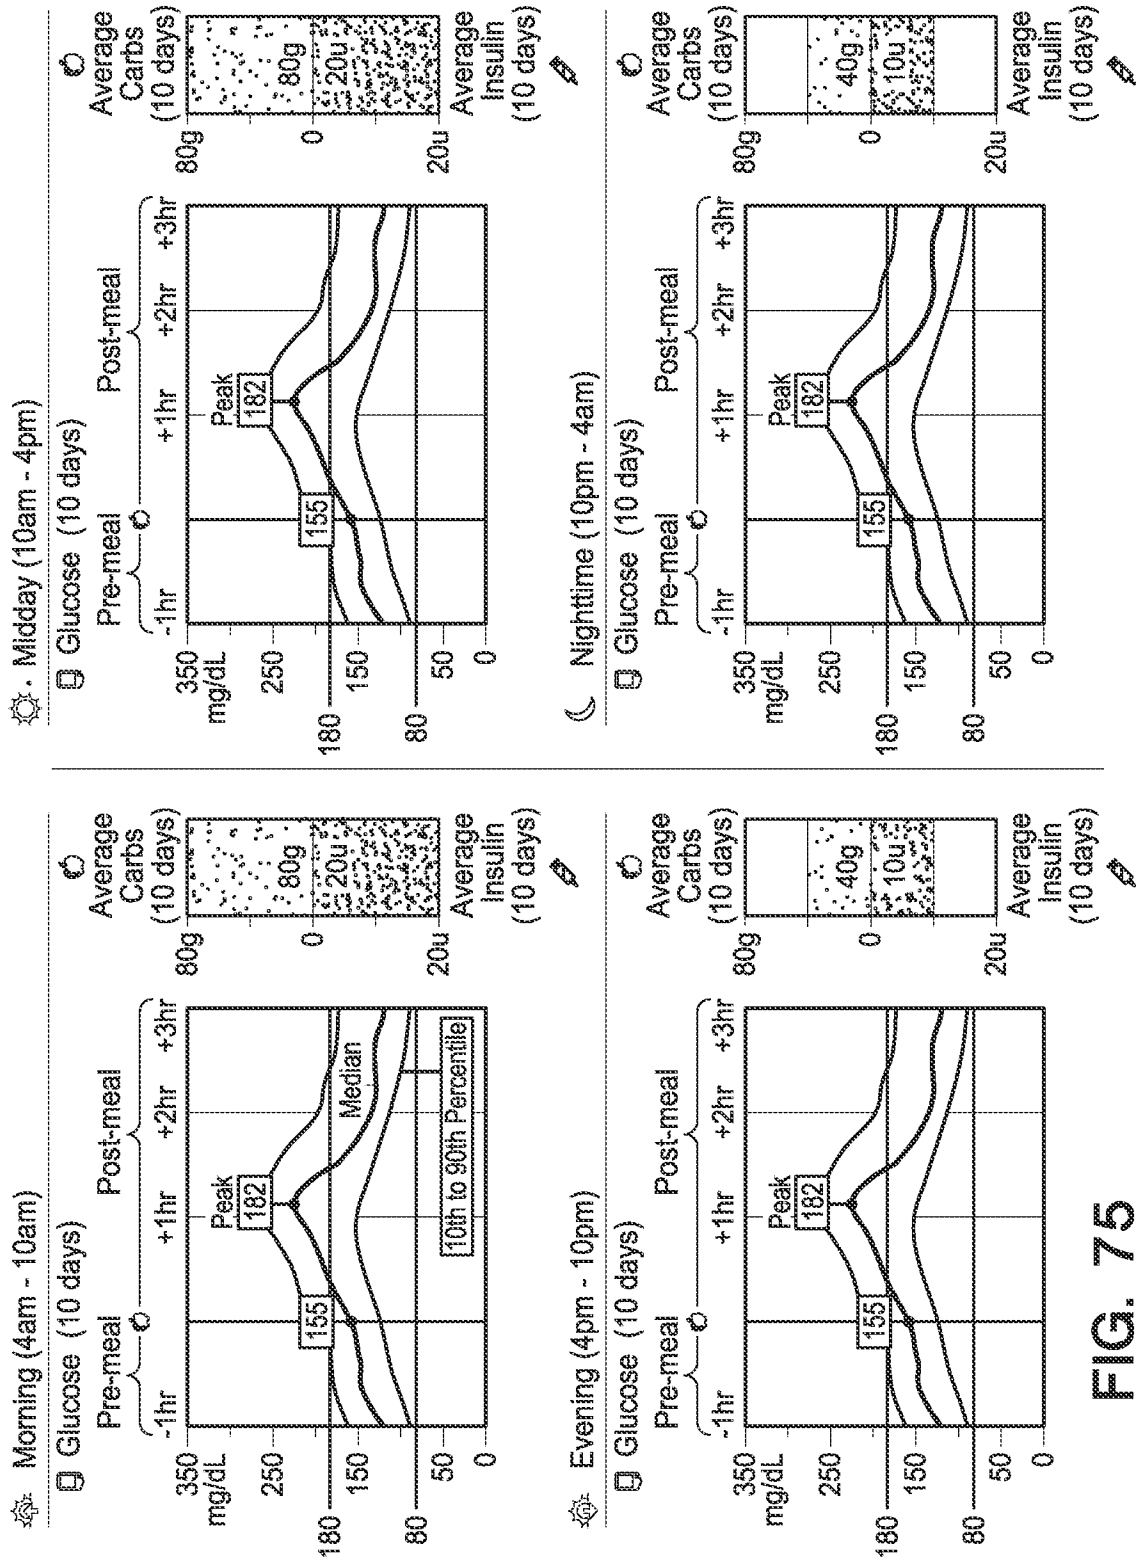 Morning (4am - 10am)
Glucose (10 days)
Pre-meal
Post-meal
-1hr
+1hr
+2hr
+3hr
350
mg/dL
250
180
150
80
50
0
Peak
182
155
Median
10th to 90th Percentile
Average
Carbs
(10 days)
80g
80g
0
20u
20u
Average
Insulin
(10 days)
Midday (10am - 4pm)
Glucose (10 days)
Pre-meal
Post-meal
-1hr
+1hr
+2hr
+3hr
350
mg/dL
250
180
150
80
50
0
Peak
182
155
Average
Carbs
(10 days)
80g
80g
0
20u
20u
Average
Insulin
(10 days)
Evening (4pm - 10pm)
Glucose (10 days)
Pre-meal
Post-meal
-1hr
+1hr
+2hr
+3hr
350
mg/dL
250
180
150
80
50
0
Peak
182
155
Average
Carbs
(10 days)
80g
40g
0
10u
20u
Average
Insulin
(10 days)
Nighttime (10pm - 4am)
Glucose (10 days)
Pre-meal
Post-meal
-1hr
+1hr
+2hr
+3hr
350
mg/dL
250
180
150
80
50
0
Peak
182
155
Average
Carbs
(10 days)
80g
40g
0
10u
20u
Average
Insulin
(10 days)
FIG. 75